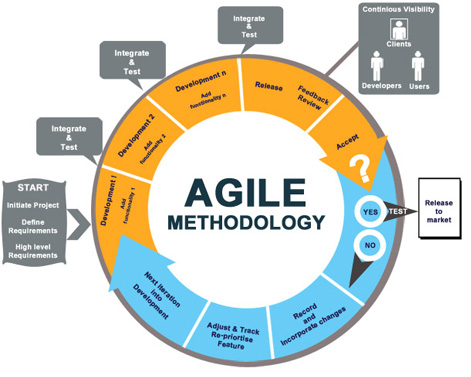 Continious Visibility
Clients
Developers
Users
Integrate
&
Test
Integrate
&
Test
Integrate
&
Test
START
Initiate Project
Define
Requirements
High level
Requirements
Development 1
Add
functionality 1
Development 2
Add
functionality 2
Development n
Add
functionality n
Release
Feedback
Review
Accept
?
YES
TEST
Release
to
market
NO
Record
and
Incorporate changes
Adjust & Track
Re-priortise
Feature
Next Iteration
into
Development
AGILE
METHODOLOGY